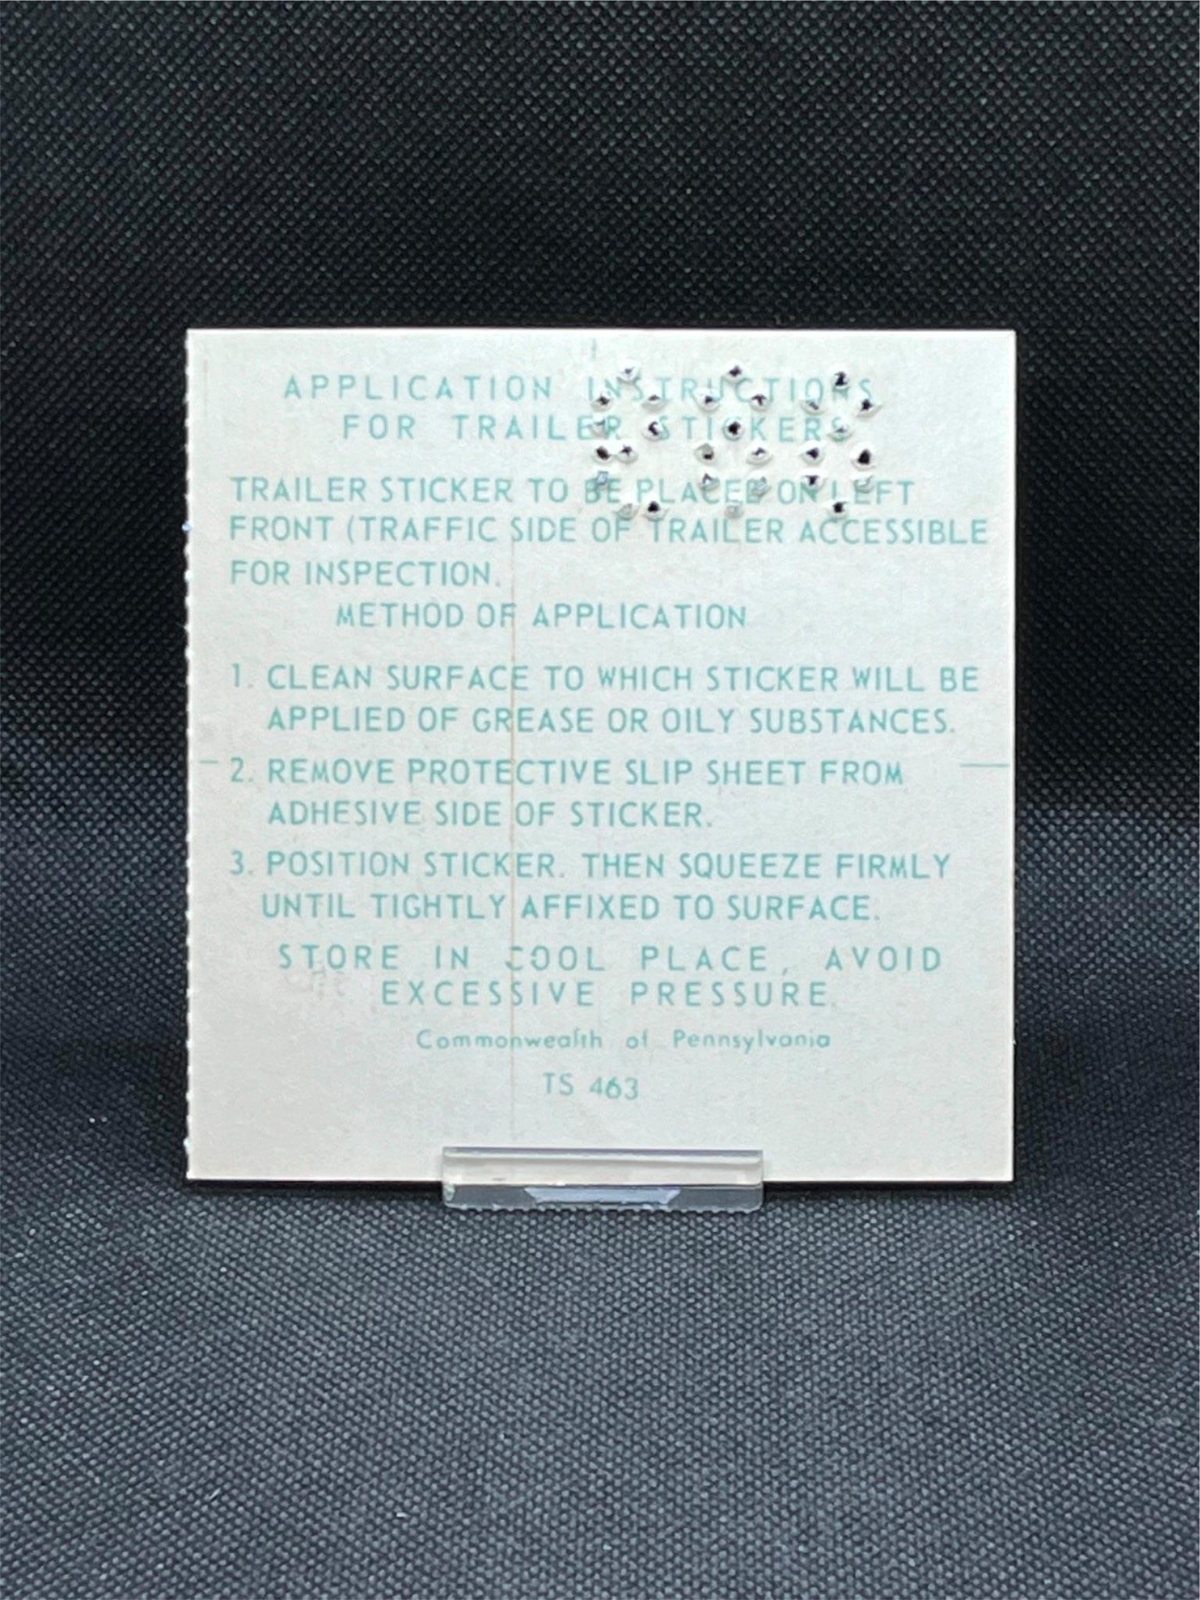 APPLICATION INSTRUCTIONS
FOR TRAILER STICKERS
TRAILER STICKER TO BE PLACED ON LEFT
FRONT (TRAFFIC SIDE OF TRAILER ACCESSIBLE
FOR INSPECTION.
METHOD OF APPLICATION
1. CLEAN SURFACE TO WHICH STICKER WILL BE
APPLIED OF GREASE OR OILY SUBSTANCES.
2. REMOVE PROTECTIVE SLIP SHEET FROM
ADHESIVE SIDE OF STICKER.
3. POSITION STICKER. THEN SQUEEZE FIRMLY
UNTIL TIGHTLY AFFIXED TO SURFACE.
STORE IN COOL PLACE, AVOID
EXCESSIVE PRESSURE.
Commonwealth of Pennsylvania
TS 463